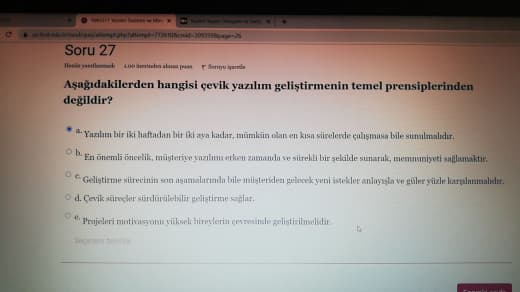 Soru 27
Henüz yanıtlanmadı 1,00 üzerinden alınan puan Soruyu işaretle
Aşağıdakilerden hangisi çevik yazılım geliştirmenin temel prensiplerinden
değildir?
a. Yazılım bir iki haftadan bir iki aya kadar, mümkün olan en kısa sürelerde çalışmasa bile sunulmalıdır.
b. En önemli öncelik, müşteriye yazılımı erken zamanda ve sürekli bir şekilde sunarak, memnuniyeti sağlamaktır.
c. Geliştirme sürecinin son aşamalarında bile müşteriden gelecek yeni istekler anlayışla ve güler yüzle karşılanmalıdır.
d. Çevik süreçler sürdürülebilir geliştirme sağlar.
e. Projeleri motivasyonu yüksek bireylerin çevresinde geliştirilmelidir.
Seçimimi temizle